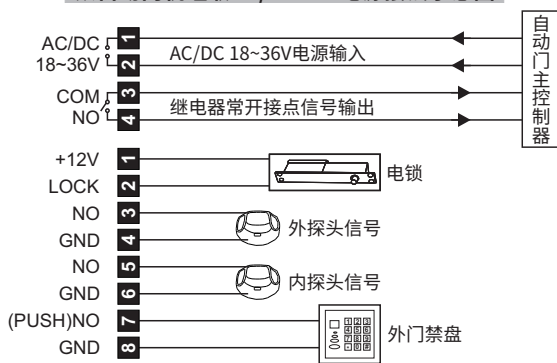 AC/DC 1
18~36V 2 AC/DC 18~36V电源输入
COM 3
NO 4 继电器常开接点信号输出
自动门主控制器
+12V 1
LOCK 2 电锁
NO 3
GND 4 外探头信号
NO 5
GND 6 内探头信号
(PUSH)NO 7
GND 8 外门禁盘